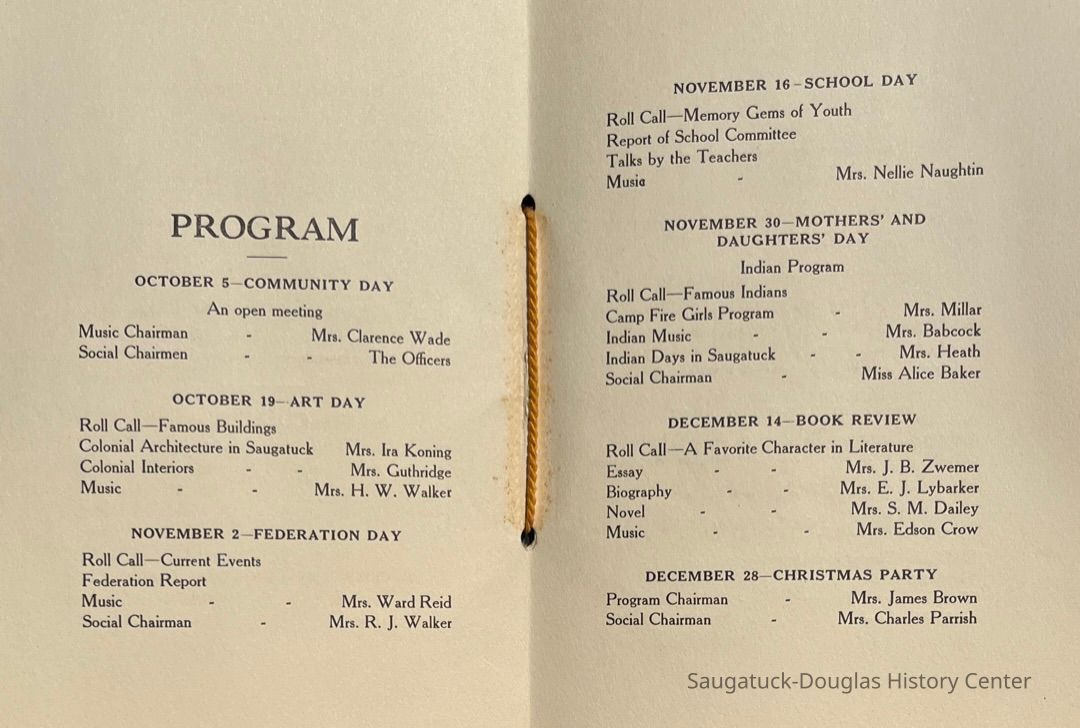 PROGRAM
OCTOBER 5—COMMUNITY DAY
An open meeting
Music Chairman - Mrs. Clarence Wade
Social Chairmen - - The Officers
OCTOBER 19—ART DAY
Roll Call—Famous Buildings
Colonial Architecture in Saugatuck Mrs. Ira Koning
Colonial Interiors - - Mrs. Guthridge
Music - - Mrs. H. W. Walker
NOVEMBER 2—FEDERATION DAY
Roll Call—Current Events
Federation Report
Music - - Mrs. Ward Reid
Social Chairman - Mrs. R. J. Walker
NOVEMBER 16—SCHOOL DAY
Roll Call—Memory Gems of Youth
Report of School Committee
Talks by the Teachers
Music - Mrs. Nellie Naughtin
NOVEMBER 30—MOTHERS' AND
DAUGHTERS' DAY
Indian Program
Roll Call—Famous Indians
Camp Fire Girls Program - Mrs. Millar
Indian Music - - Mrs. Babcock
Indian Days in Saugatuck - - Mrs. Heath
Social Chairman - Miss Alice Baker
DECEMBER 14—BOOK REVIEW
Roll Call—A Favorite Character in Literature
Essay - - Mrs. J. B. Zwemer
Biography - - Mrs. E. J. Lybarker
Novel - - Mrs. S. M. Dailey
Music - - Mrs. Edson Crow
DECEMBER 28—CHRISTMAS PARTY
Program Chairman - Mrs. James Brown
Social Chairman - Mrs. Charles Parrish
Saugatuck-Douglas History Center